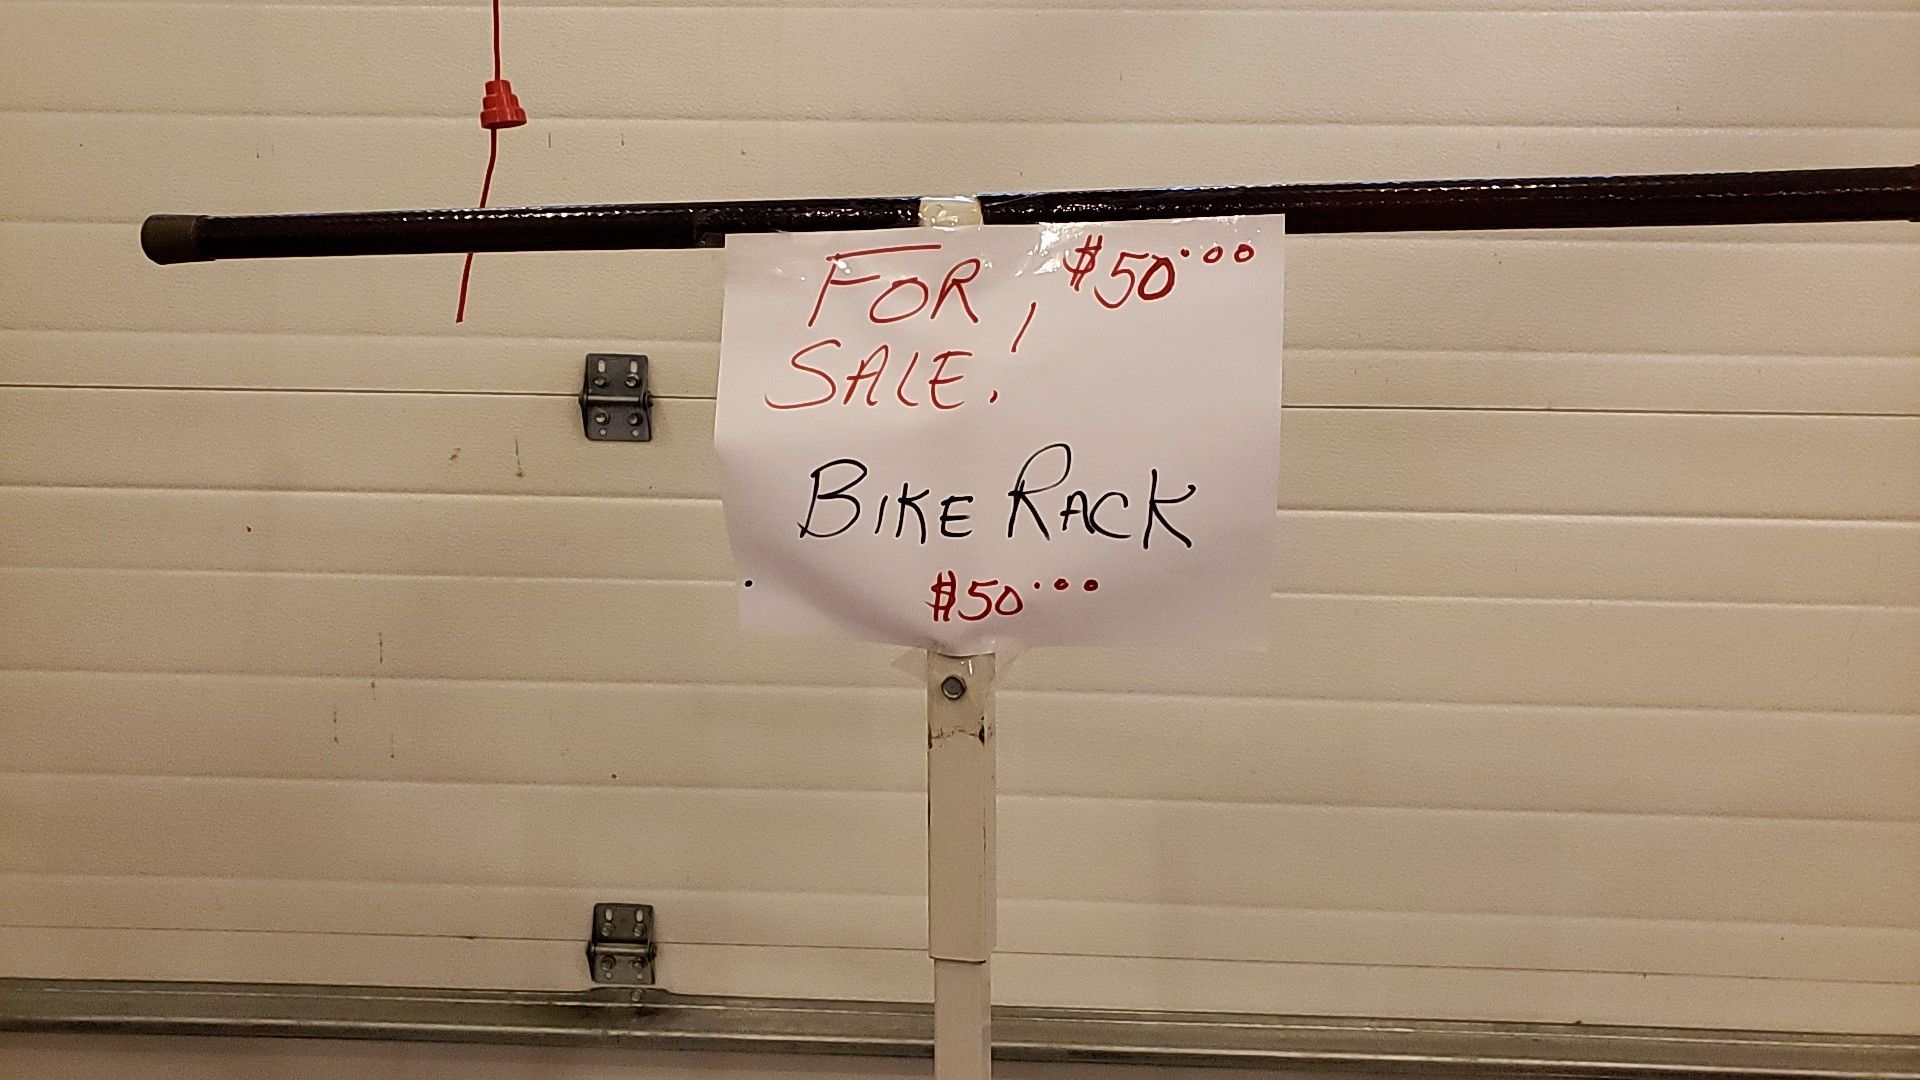 FOR, $50.00
SALE.
BIKE RACK
$50.00